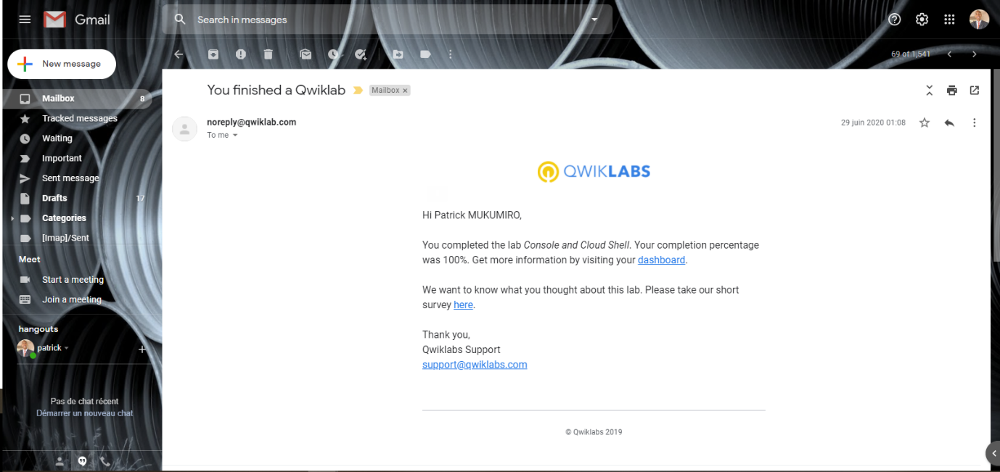 Gmail
Search in messages
New message
69 of 1,541
Mailbox 8
Tracked messages
Waiting
Important
Sent message
Drafts 17
Categories
[Imap]/Sent
Meet
Start a meeting
Join a meeting
hangouts
patrick
Pas de chat récent
Démarrer un nouveau chat
You finished a Qwiklab Mailbox x
noreply@qwiklab.com 29 juin 2020 01:08
To me
QWIKLABS
Hi Patrick MUKUMIRO,
You completed the lab Console and Cloud Shell. Your completion percentage
was 100%. Get more information by visiting your dashboard.
We want to know what you thought about this lab. Please take our short
survey here.
Thank you,
Qwiklabs Support
support@qwiklabs.com
© Qwiklabs 2019